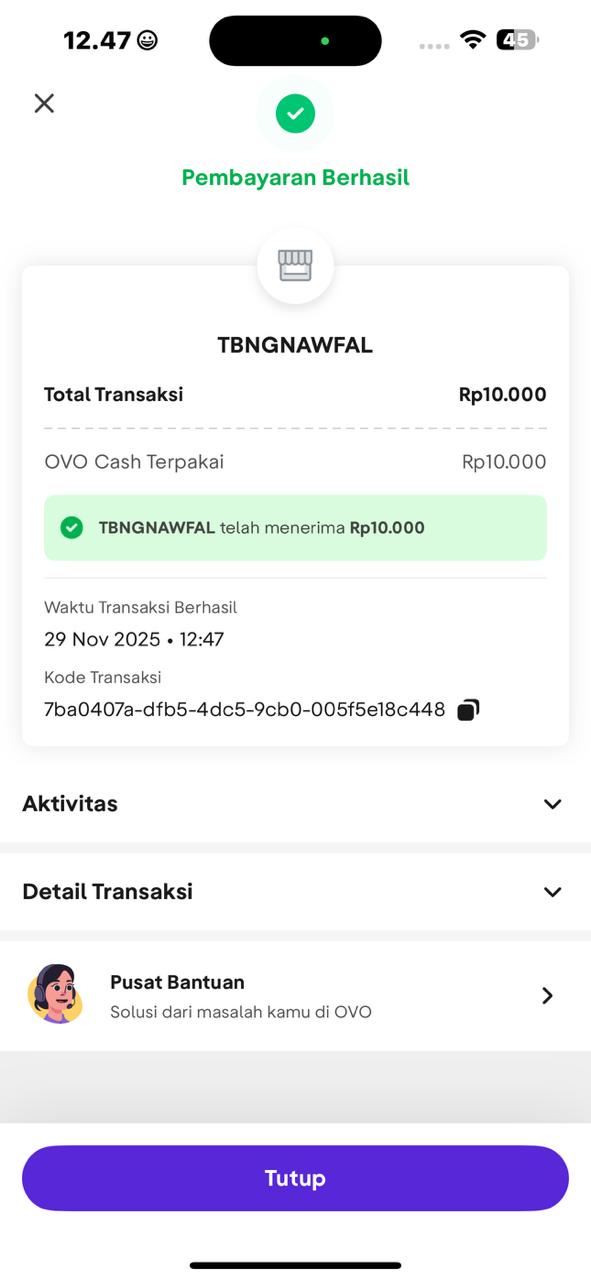 12.47
45
Pembayaran Berhasil
TBNGNAWFAL
Total Transaksi Rp10.000
OVO Cash Terpakai Rp10.000
TBNGNAWFAL telah menerima Rp10.000
Waktu Transaksi Berhasil
29 Nov 2025 • 12:47
Kode Transaksi
7ba0407a-dfb5-4dc5-9cb0-005f5e18c448
Aktivitas
Detail Transaksi
Pusat Bantuan
Solusi dari masalah kamu di OVO
Tutup